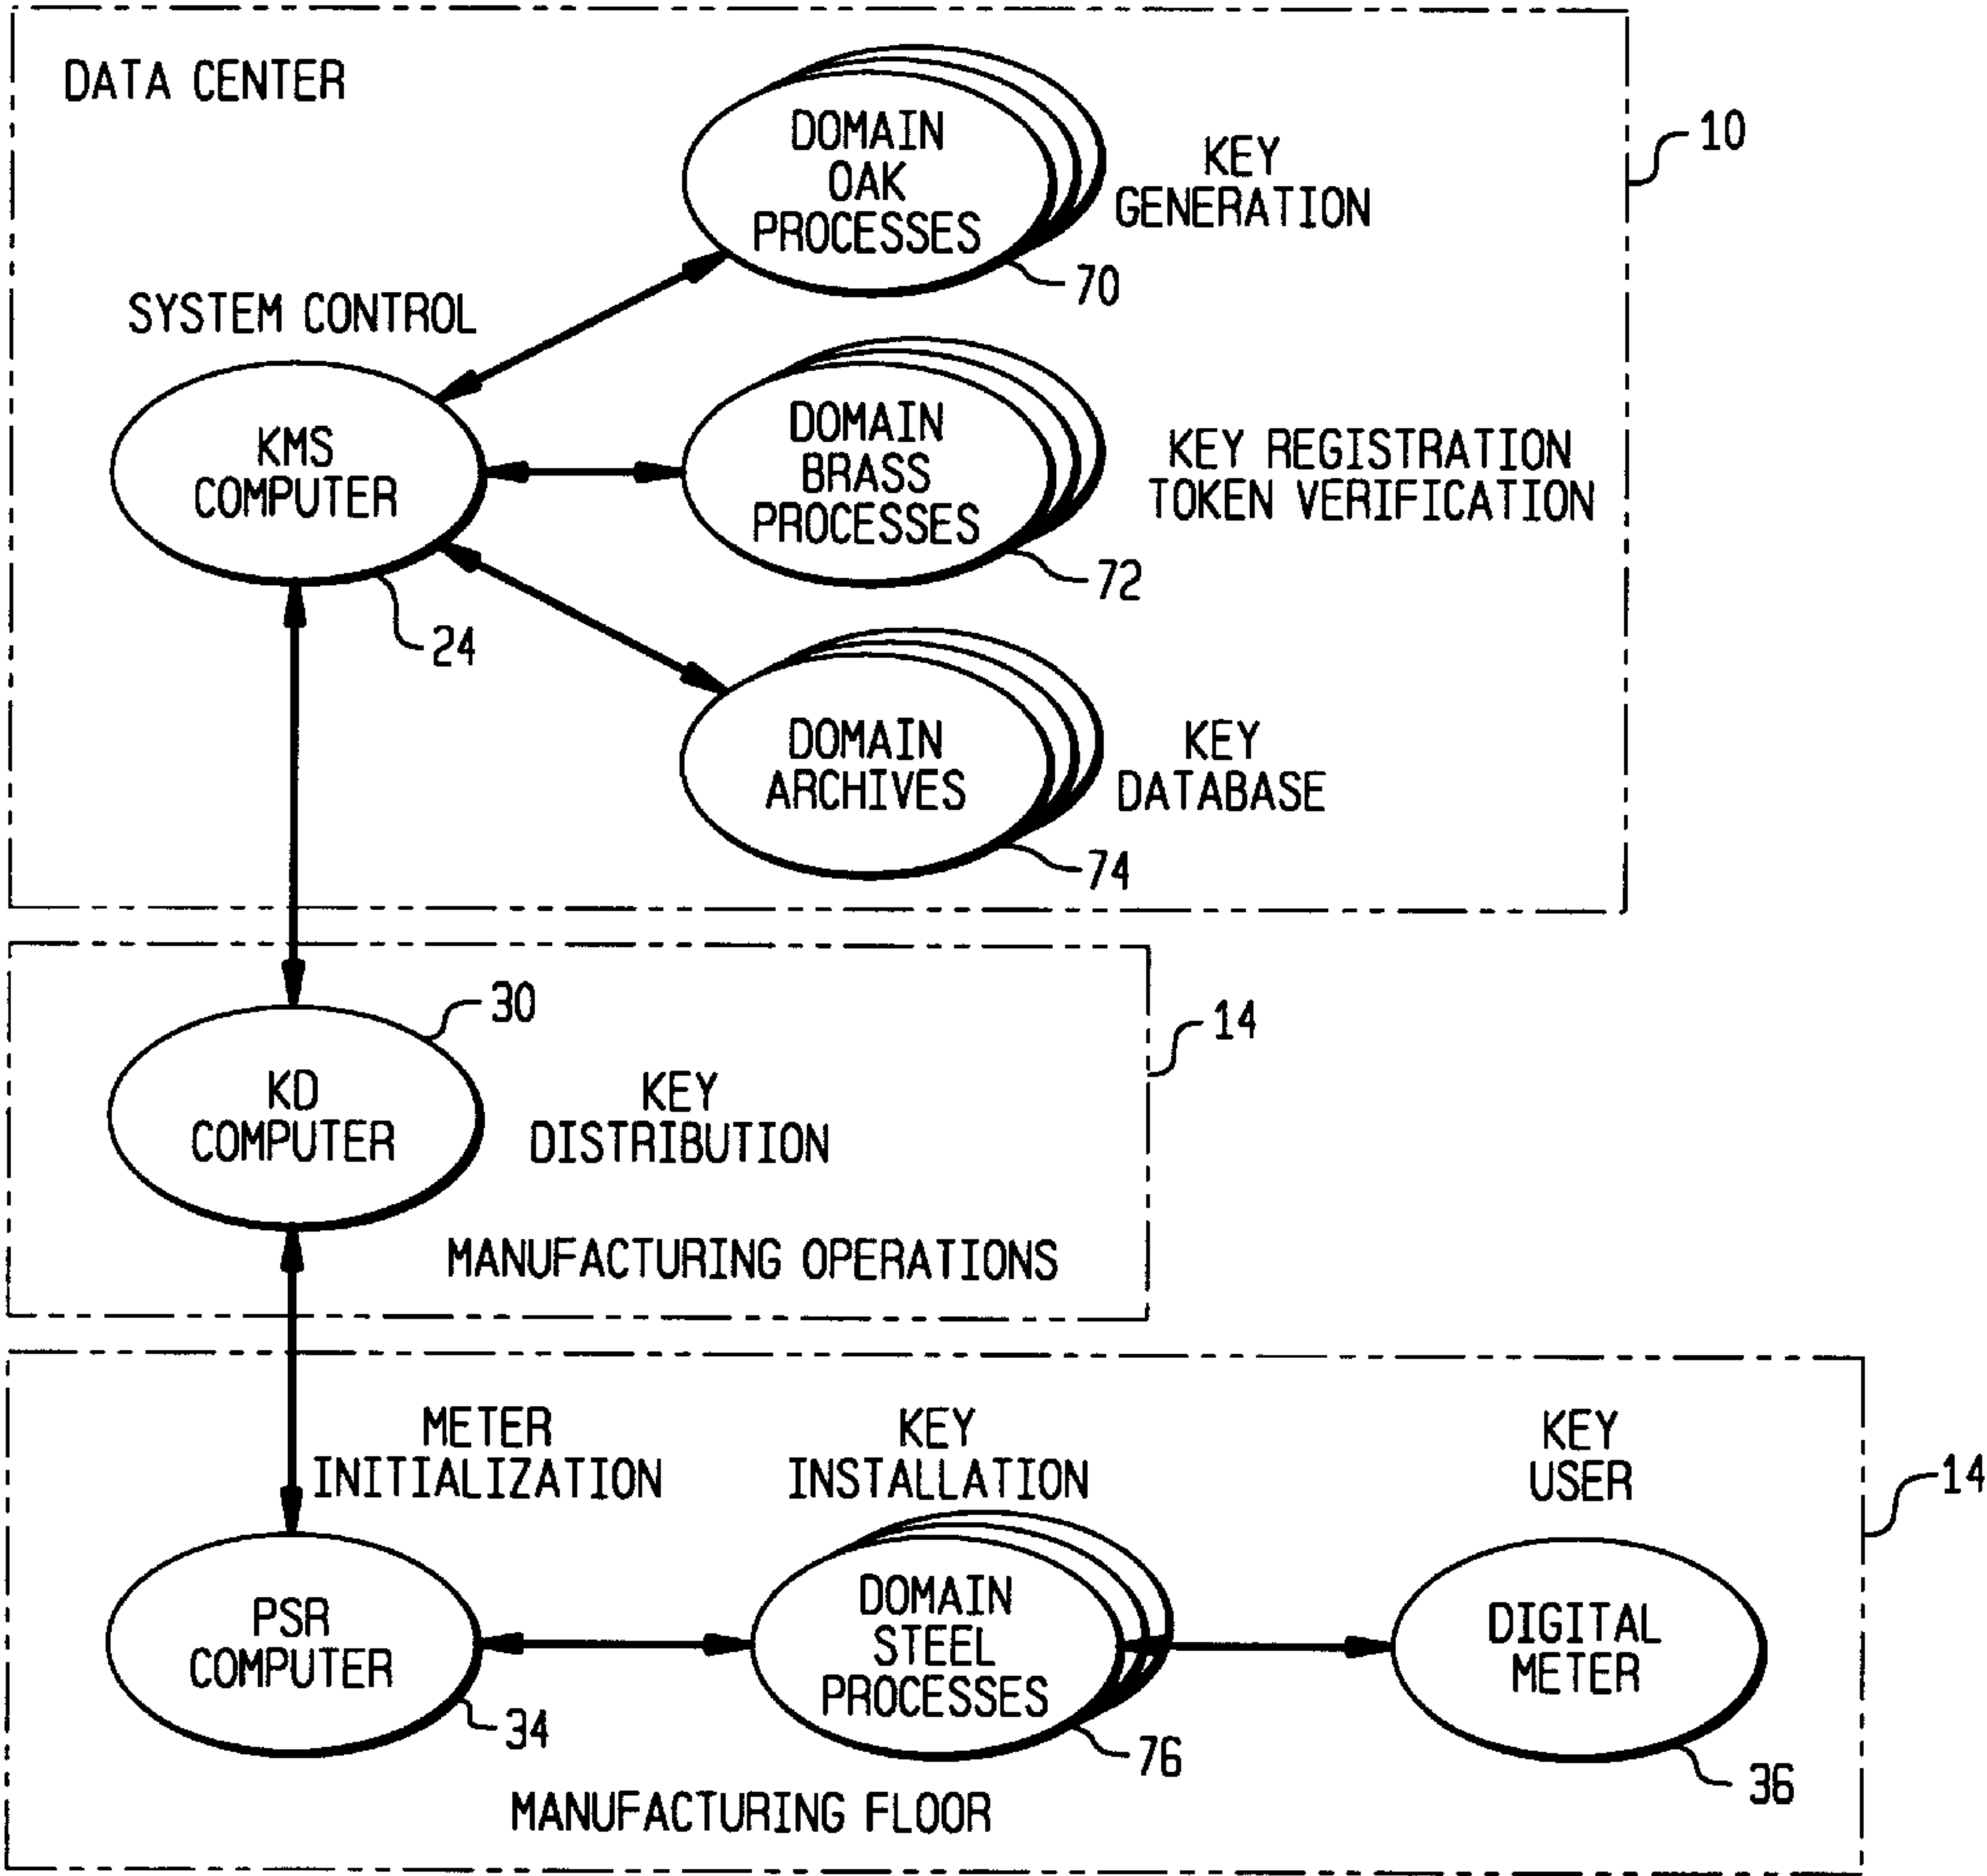 DATA CENTER
DOMAIN
OAK
PROCESSES
KEY
GENERATION
10
70
SYSTEM CONTROL
KMS
COMPUTER
24
DOMAIN
BRASS
PROCESSES
KEY REGISTRATION
TOKEN VERIFICATION
72
DOMAIN
ARCHIVES
KEY
DATABASE
74
30
14
KD
COMPUTER
KEY
DISTRIBUTION
MANUFACTURING OPERATIONS
METER
INITIALIZATION
KEY
INSTALLATION
KEY
USER
14
PSR
COMPUTER
34
DOMAIN
STEEL
PROCESSES
76
DIGITAL
METER
36
MANUFACTURING FLOOR